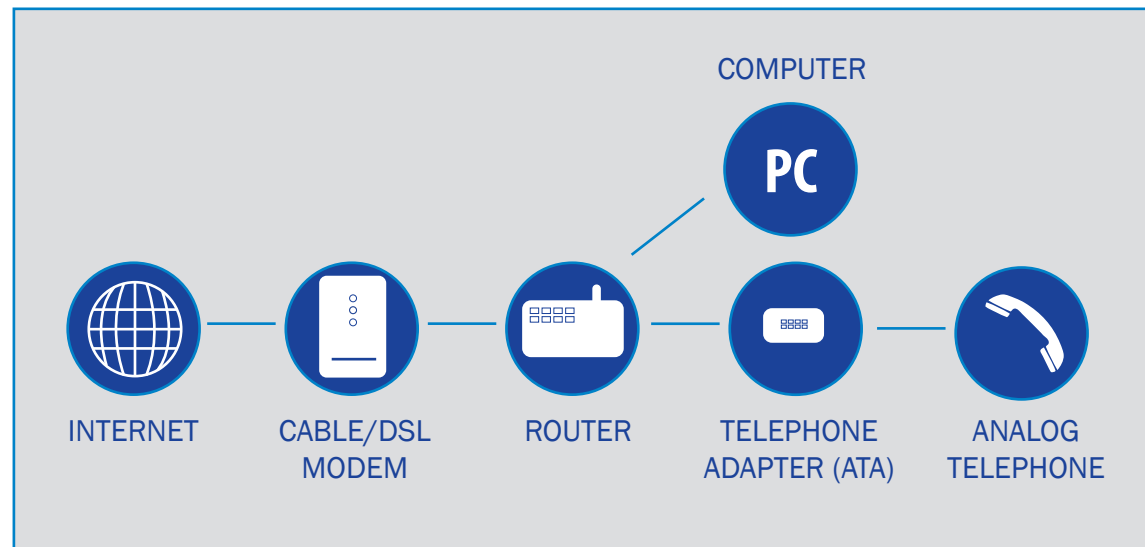 COMPUTER
PC
INTERNET
CABLE/DSL
MODEM
ROUTER
TELEPHONE
ADAPTER (ATA)
ANALOG
TELEPHONE